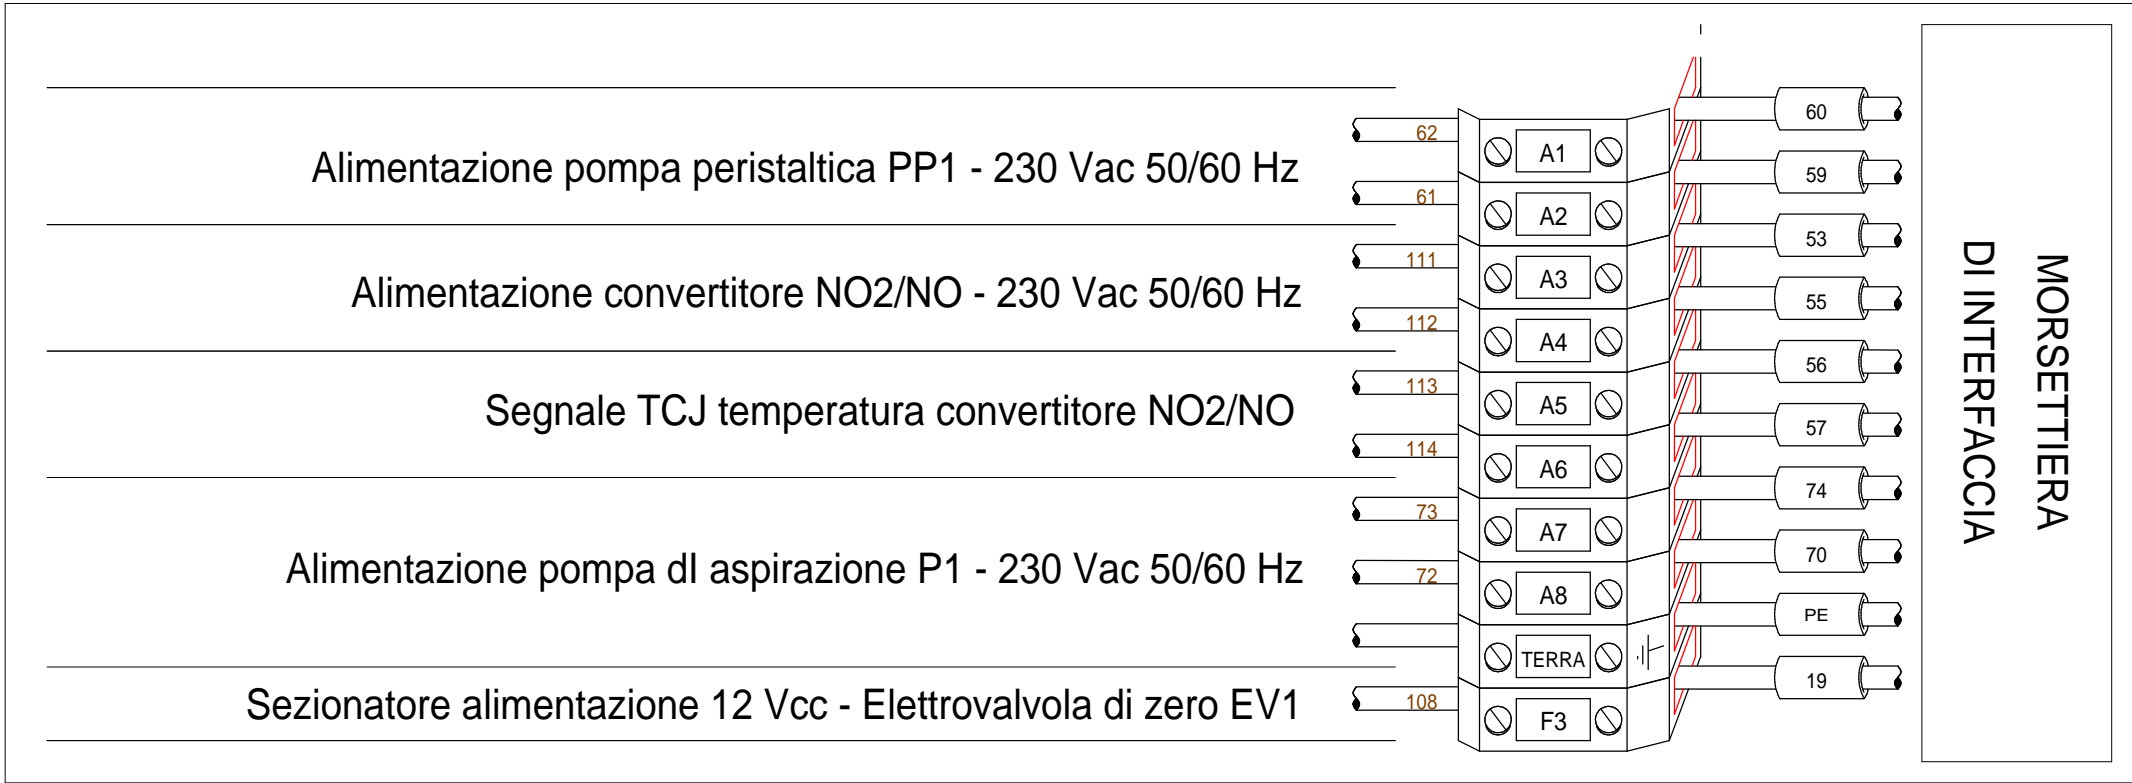 60
62
A1
Alimentazione pompa peristaltica PP1 - 230 Vac 50/60 Hz
59
61
A2
53
111
A3
Alimentazione convertitore NO2/NO - 230 Vac 50/60 Hz
55
112
A4
56
113
A5
Segnale TCJ temperatura convertitore NO2/NO
57
114
A6
74
73
A7
70
Alimentazione pompa dI aspirazione P1 - 230 Vac 50/60 Hz
72
A8
PE
TERRA
19
Sezionatore alimentazione 12 Vcc - Elettrovalvola di zero EV1
108
F3
MORSETTIERA
DI INTERFACCIA